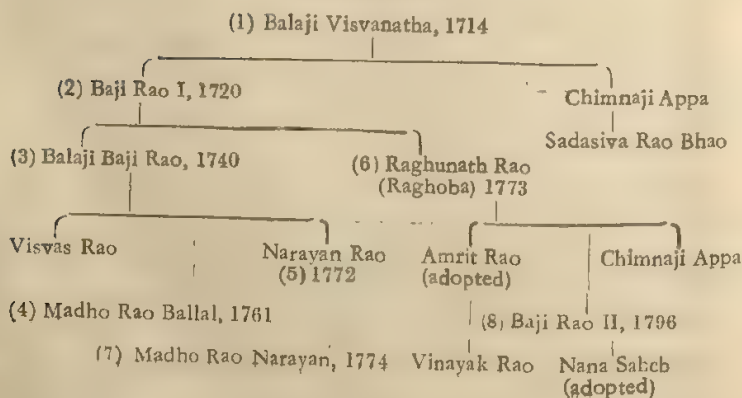 (1) Balaji Visvanatha, 1714
(2) Baji Rao I, 1720
Chimnaji Appa
Sadasiva Rao Bhao
(3) Balaji Baji Rao, 1740
(6) Raghunath Rao
(Raghoba) 1773
Visvas Rao
Narayan Rao
(5) 1772
Amrit Rao
(adopted)
Chimnaji Appa
(4) Madho Rao Ballal, 1761
(8) Baji Rao II, 1796
(7) Madho Rao Narayan, 1774
Vinayak Rao
Nana Saheb
(adopted)